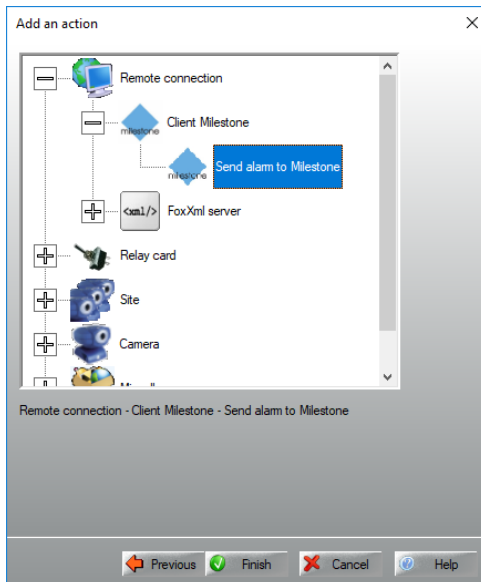 Add an action
Remote connection
Client Milestone
milestone
Send alarm to Milestone
milestone
<xml/> FoxXml server
Relay card
Site
Camera
Remote connection - Client Milestone - Send alarm to Milestone
Previous Finish Cancel Help